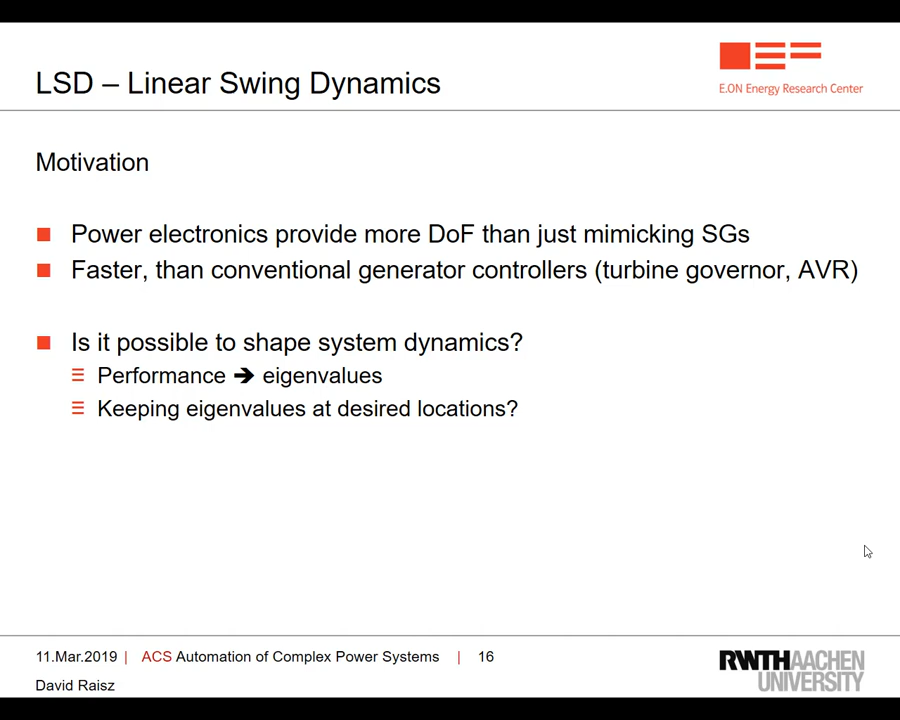 LSD – Linear Swing Dynamics
E.ON Energy Research Center
Motivation
Power electronics provide more DoF than just mimicking SGs
Faster, than conventional generator controllers (turbine governor, AVR)
Is it possible to shape system dynamics?
Performance ➔ eigenvalues
Keeping eigenvalues at desired locations?
11.Mar.2019 | ACS Automation of Complex Power Systems | 16
David Raisz
RWTHAACHEN
UNIVERSITY